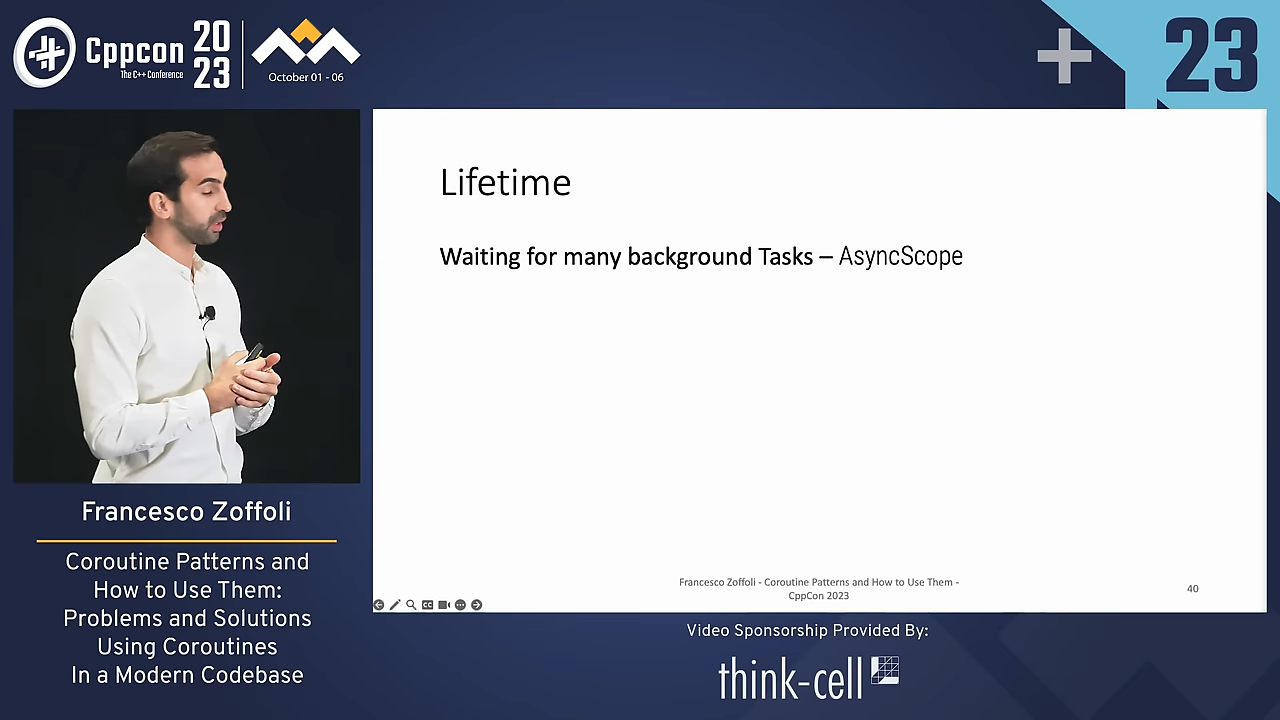 Cppcon
The C++ Conference
20
23
October 01 - 06
23
Lifetime
Waiting for many background Tasks – AsyncScope
Francesco Zoffoli - Coroutine Patterns and How to Use Them -
CppCon 2023
40
CC
Francesco Zoffoli
Coroutine Patterns and
How to Use Them:
Problems and Solutions
Using Coroutines
In a Modern Codebase
Video Sponsorship Provided By:
think-cell